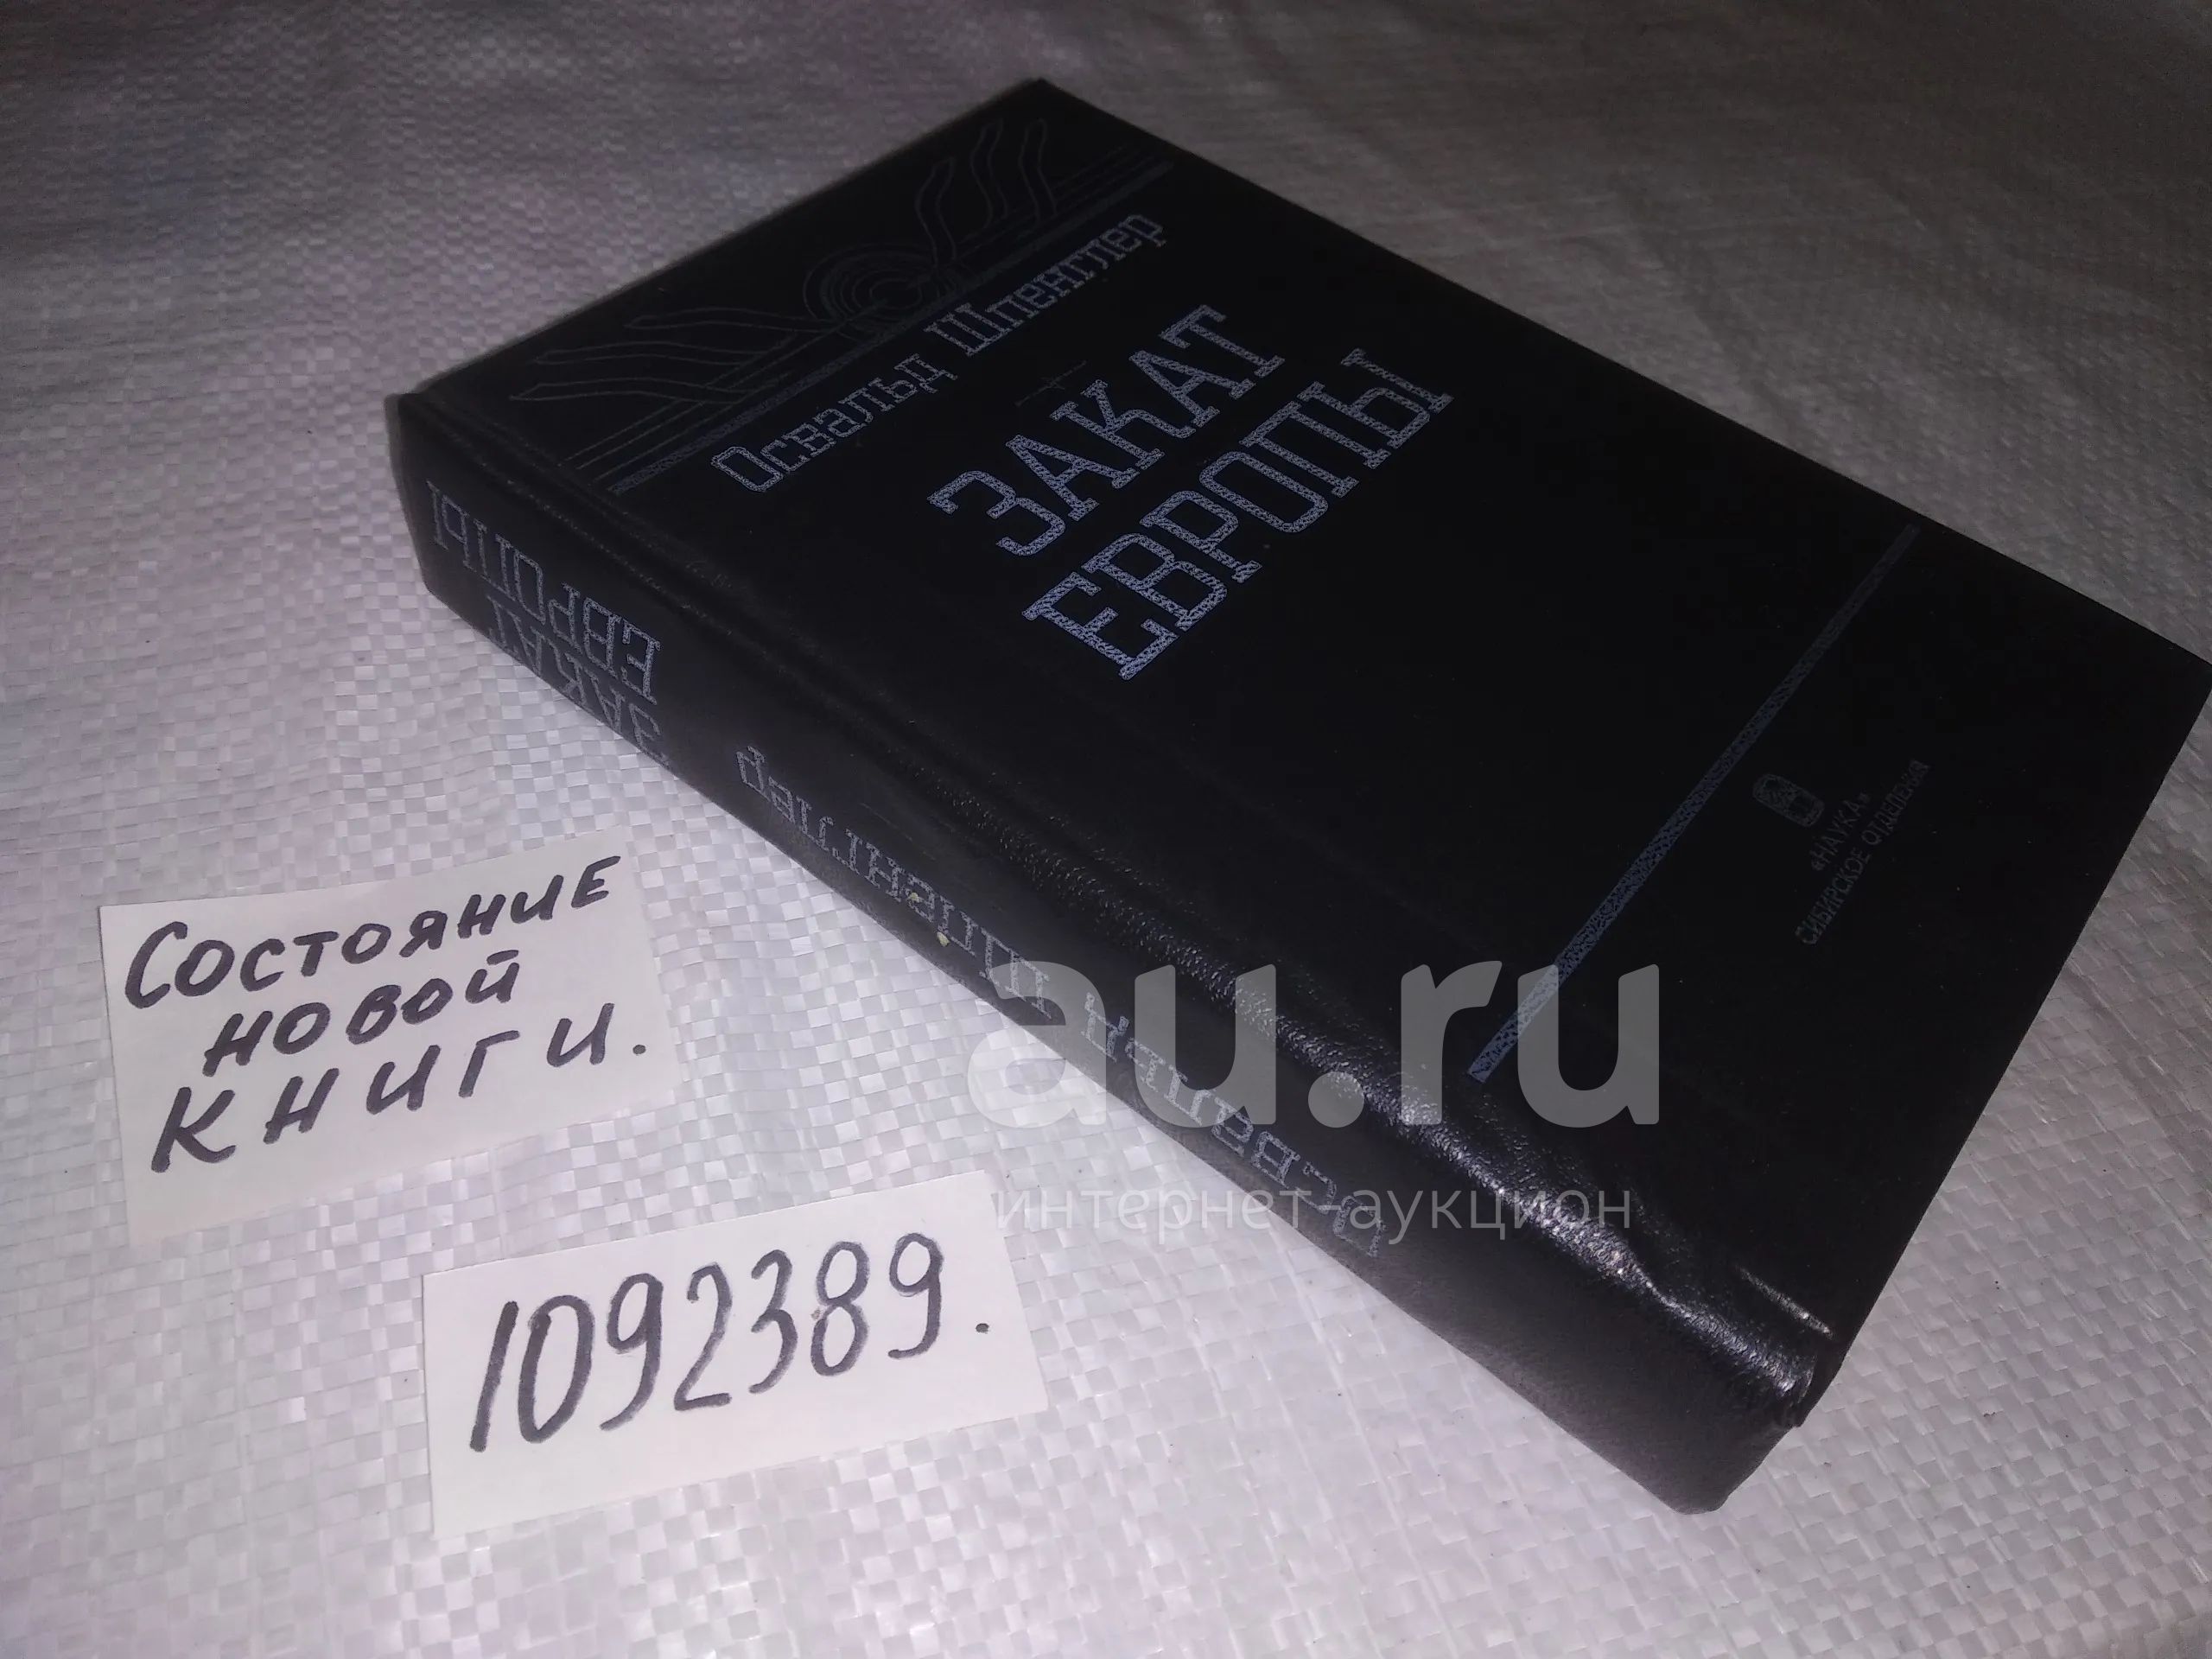 Освальд Шпенглер
ЗАКАТ
ЕВРОПЫ
«НАУКА»
СИБИРСКОЕ ОТДЕЛЕНИЕ
Освальд Шпенглер
ЗАКАТ
ЕВРОПЫ
Состояние
новой
книги.
1092389.
au.ru
интернет-аукцион